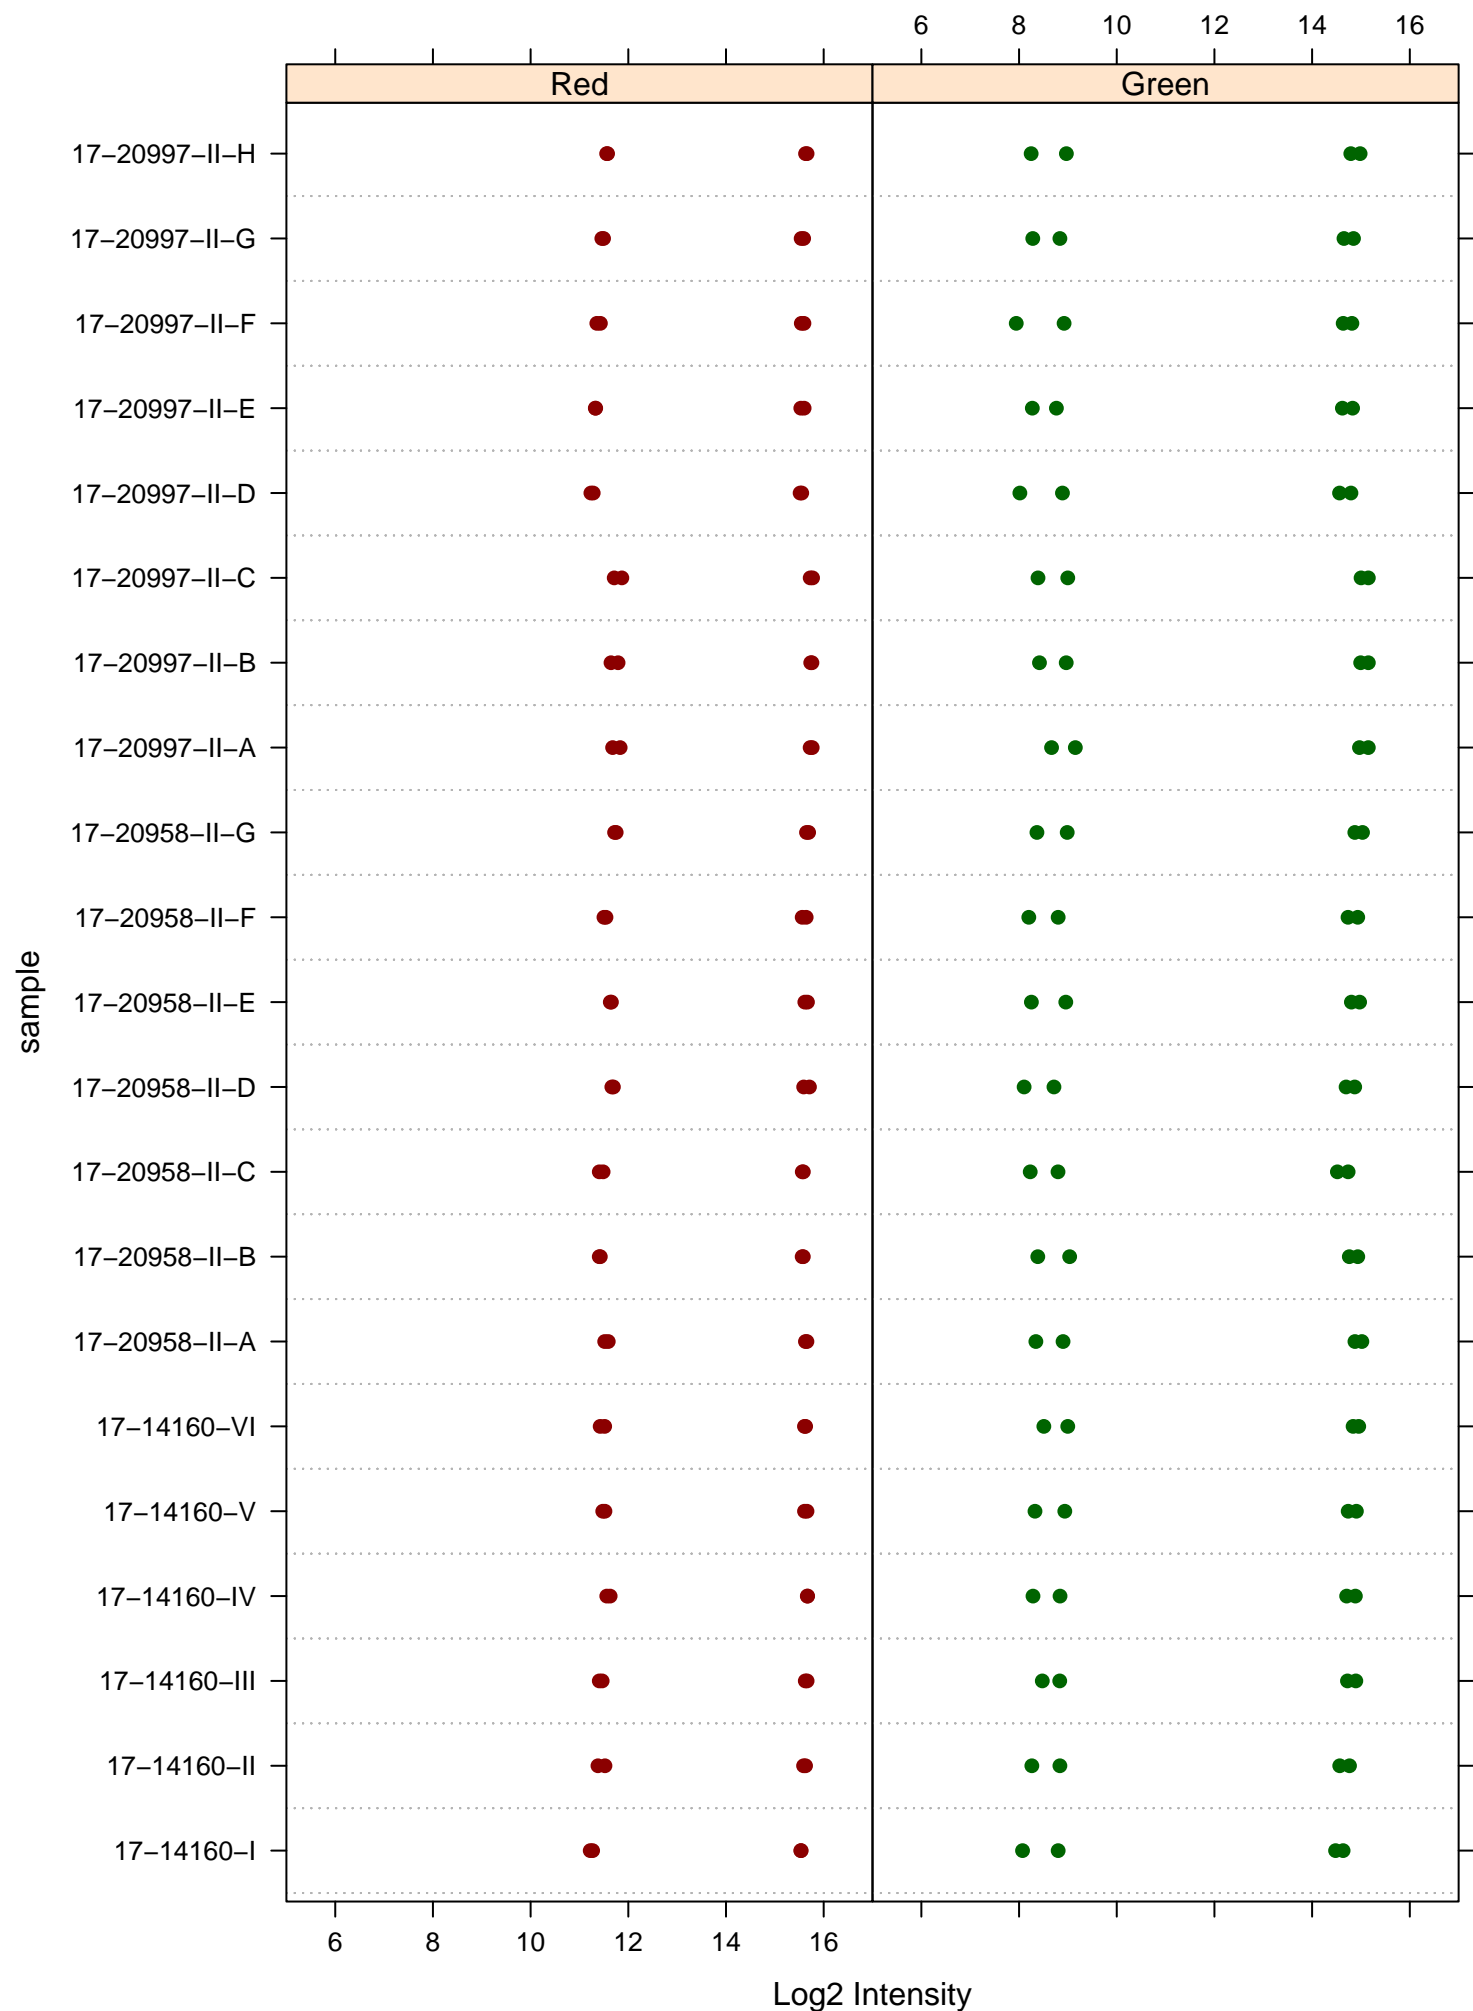 6 8 10 12 14 16
Red Green
17−20997−II−H
17−20997−II−G
17−20997−II−F
17−20997−II−E
17−20997−II−D
17−20997−II−C
17−20997−II−B
17−20997−II−A
17−20958−II−G
17−20958−II−F
sample
17−20958−II−E
17−20958−II−D
17−20958−II−C
17−20958−II−B
17−20958−II−A
17−14160−VI
17−14160−V
17−14160−IV
17−14160−III
17−14160−II
17−14160−I
6 8 10 12 14 16
Log2 Intensity